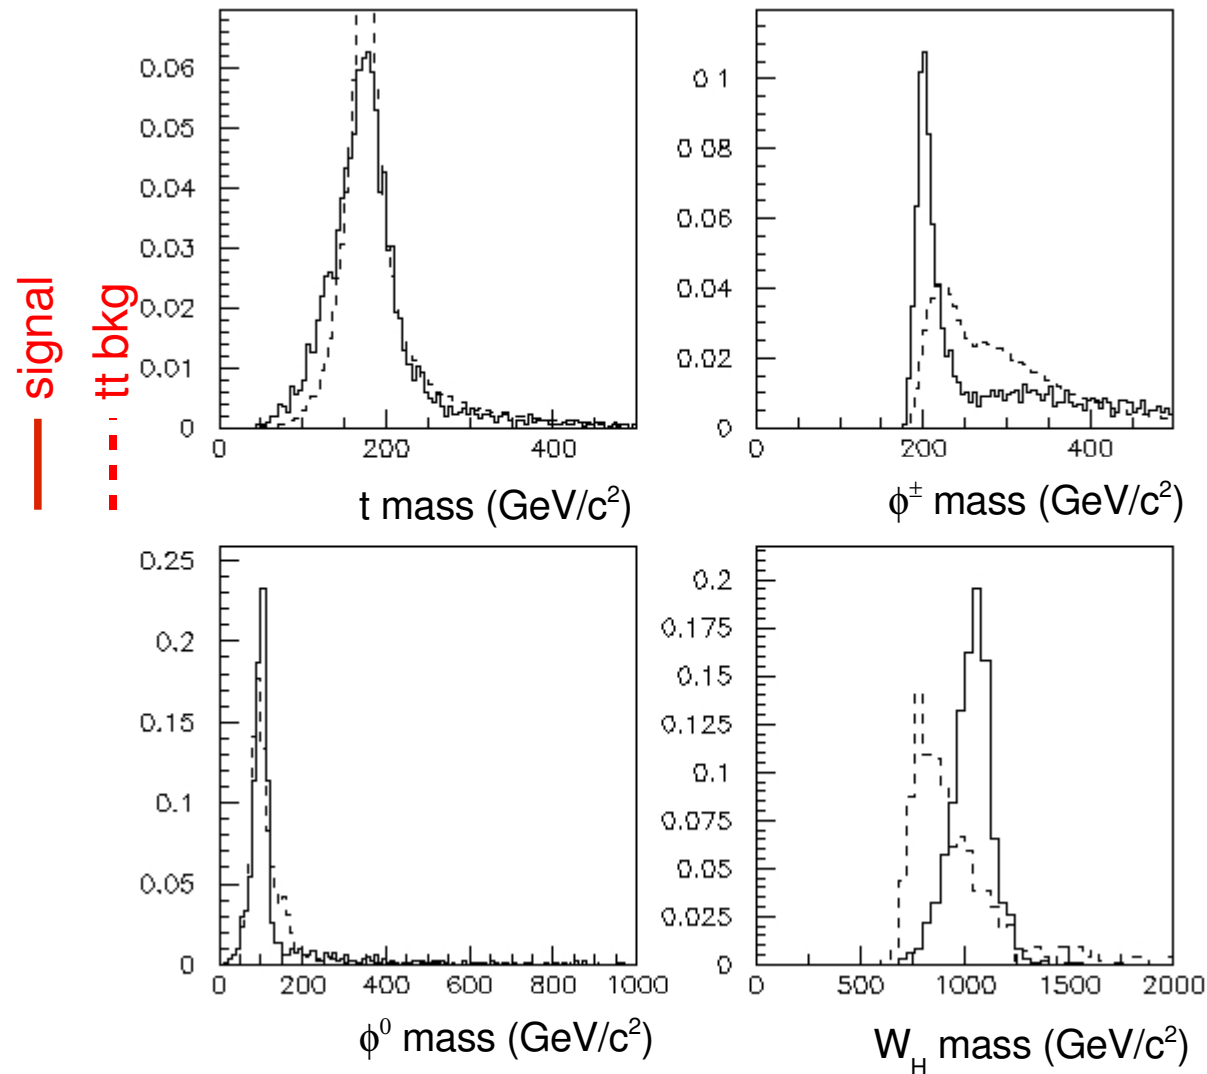 signal
tt bkg
0.06
0.05
0.04
0.03
0.02
0.01
0
0 200 400
t mass (GeV/c²)
0.1
0.08
0.06
0.04
0.02
0
0 200 400
ϕ± mass (GeV/c²)
0.25
0.2
0.15
0.1
0.05
0
0 200 400 600 800 1000
ϕ⁰ mass (GeV/c²)
0.2
0.175
0.15
0.125
0.1
0.075
0.05
0.025
0
0 500 1000 1500 2000
W_H mass (GeV/c²)